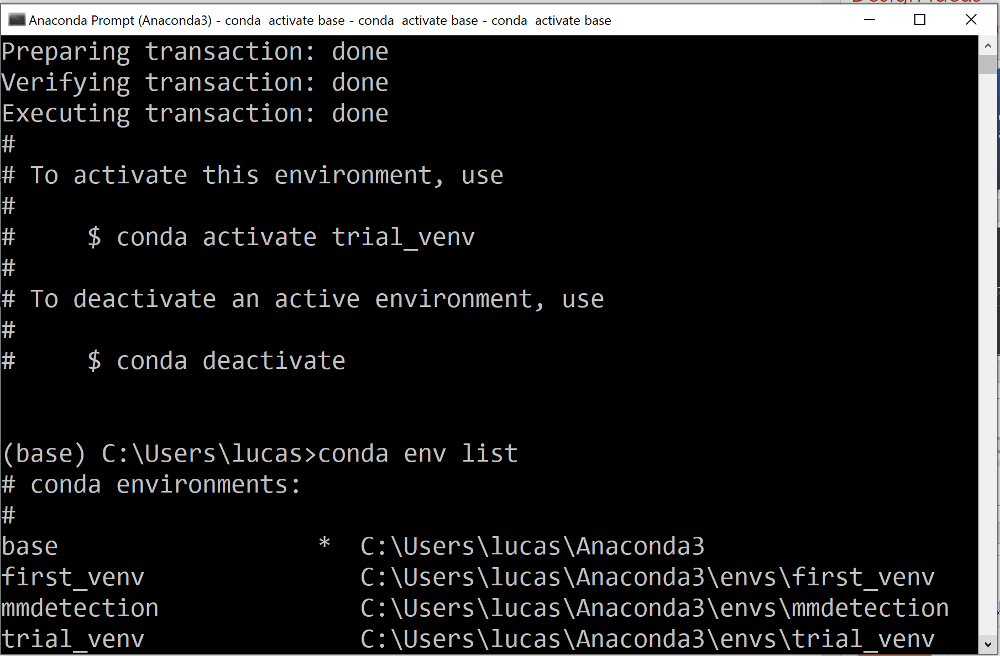 Design Ideas
Anaconda Prompt (Anaconda3) - conda  activate base - conda  activate base - conda  activate base
Preparing transaction: done
Verifying transaction: done
Executing transaction: done
#
# To activate this environment, use
#
#     $ conda activate trial_venv
#
# To deactivate an active environment, use
#
#     $ conda deactivate
(base) C:\Users\lucas>conda env list
# conda environments:
#
base                  *  C:\Users\lucas\Anaconda3
first_venv               C:\Users\lucas\Anaconda3\envs\first_venv
mmdetection              C:\Users\lucas\Anaconda3\envs\mmdetection
trial_venv               C:\Users\lucas\Anaconda3\envs\trial_venv